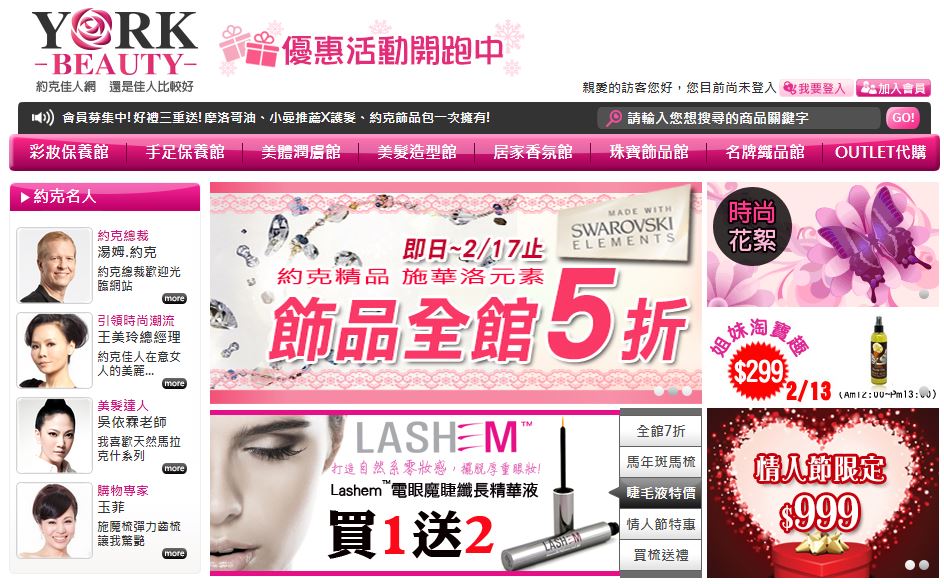 YORK
-BEAUTY-
約克佳人網 還是佳人比較好
優惠活動開跑中
親愛的訪客您好，您目前尚未登入
我要登入
加入會員
會員募集中!好禮三重送!摩洛哥油、小曼推薦X護髮、約克飾品包一次擁有!
請輸入您想搜尋的商品關鍵字
GO!
彩妝保養館
手足保養館
美體潤膚館
美髮造型館
居家香氛館
珠寶飾品館
名牌織品館
OUTLET代購
約克名人
約克總裁
湯姆.約克
約克總裁歡迎光
臨網站
more
引領時尚潮流
王美玲總經理
約克佳人在意女
人的美麗...
more
美髮達人
吳依霖老師
我喜歡天然馬拉
克什系列
more
購物專家
玉菲
施魔梳彈力齒梳
讓我驚艷
more
MADE WITH
SWAROVSKI
ELEMENTS
即日~2/17止
約克精品 施華洛元素
飾品全館5折
時尚
花絮
姐妹淘寶趣
$299
2/13
(Am12:00~Pm13:00)
LASHEM™
打造自然系零妝感，擺脫厚重眼妝!
Lashem™電眼魔睫纖長精華液
買1送2
LASHEM
全館7折
馬年斑馬梳
睫毛液特價
情人節特惠
買梳送禮
情人節限定
$999